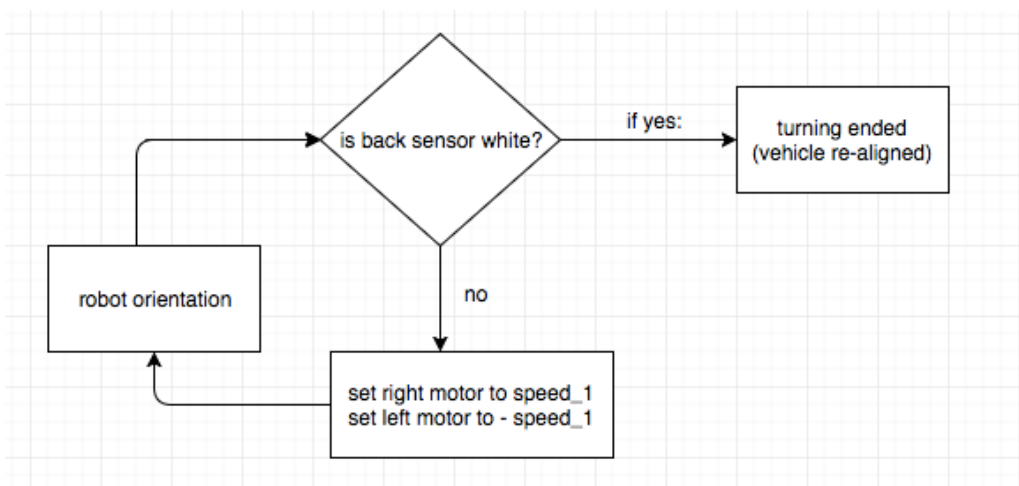 is back sensor white?
if yes:
turning ended
(vehicle re-aligned)
robot orientation
no
set right motor to speed_1
set left motor to - speed_1